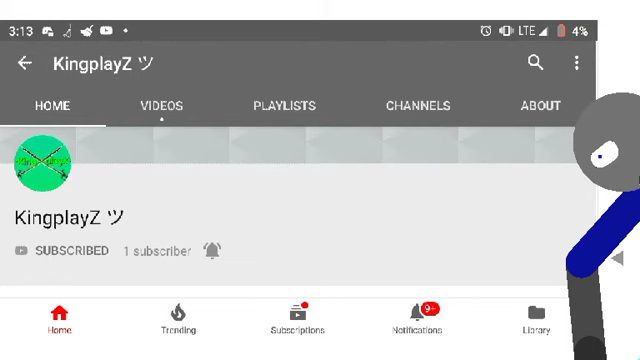 3:13 LTE 4%
KingplayZ ツ
HOME VIDEOS PLAYLISTS CHANNELS ABOUT
KingplayZ ツ
SUBSCRIBED 1 subscriber
9+
Home Trending Subscriptions Notifications Library